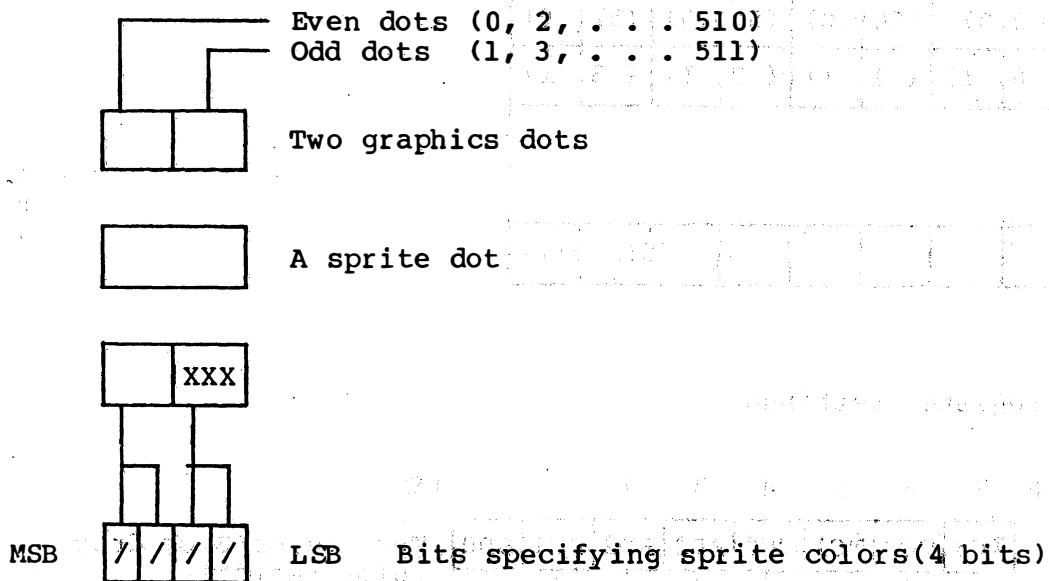 Even dots (0, 2, . . . 510)
Odd dots (1, 3, . . . 511)
Two graphics dots
A sprite dot
XXX
MSB / / / / LSB Bits specifying sprite colors(4 bits)